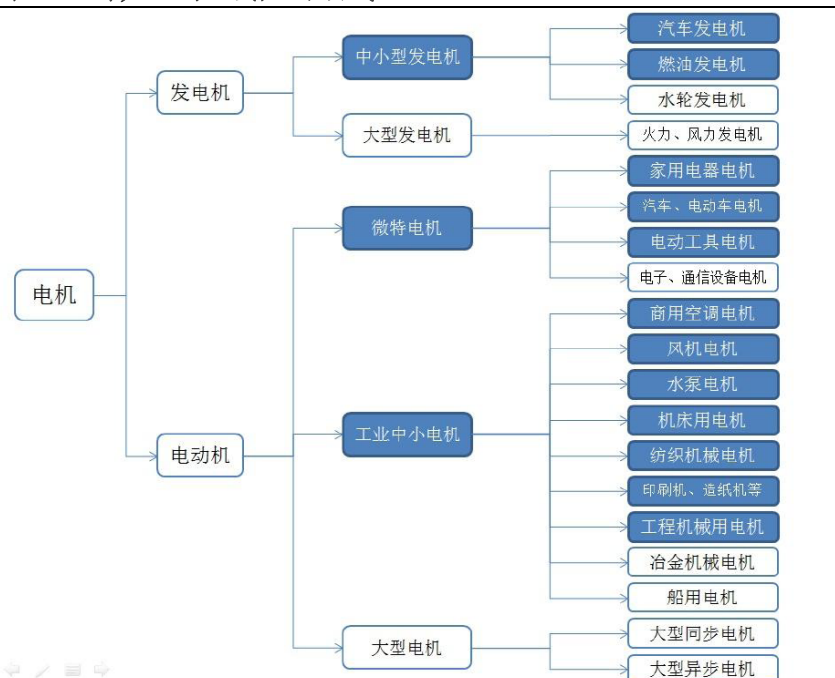 电机
发电机
中小型发电机
汽车发电机
燃油发电机
水轮发电机
大型发电机
火力、风力发电机
电动机
微特电机
家用电器电机
汽车、电动车电机
电动工具电机
电子、通信设备电机
工业中小电机
商用空调电机
风机电机
水泵电机
机床用电机
纺织机械电机
印刷机、造纸机等
工程机械用电机
冶金机械电机
船用电机
大型电机
大型同步电机
大型异步电机